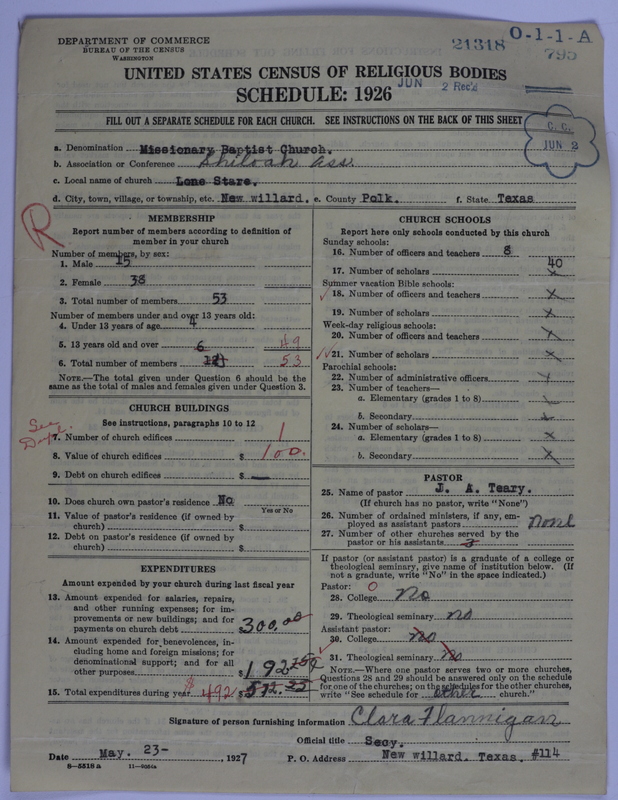 DEPARTMENT OF COMMERCE
BUREAU OF THE CENSUS
WASHINGTON
21318
O-1-1-A
795
UNITED STATES CENSUS OF RELIGIOUS BODIES
SCHEDULE: 1926
JUN 2 Rec'd
FILL OUT A SEPARATE SCHEDULE FOR EACH CHURCH. SEE INSTRUCTIONS ON THE BACK OF THIS SHEET
C. C.
JUN 2
a. Denomination Missionary Baptist Church.
b. Association or Conference Shiloah Ass.
c. Local name of church Lone Stare.
d. City, town, village, or township, etc. New willard. e. County Polk. f. State Texas
R
MEMBERSHIP
Report number of members according to definition of
member in your church
Number of members, by sex:
1. Male 15
2. Female 38
3. Total number of members 53
Number of members under and over 13 years old:
4. Under 13 years of age 4
5. 13 years old and over 6 49
6. Total number of members 53
NOTE.—The total given under Question 6 should be the
same as the total of males and females given under Question 3.
CHURCH BUILDINGS
See instructions, paragraphs 10 to 12
See
Dupl.
7. Number of church edifices 1
8. Value of church edifices $ 100.
9. Debt on church edifices $ —
10. Does church own pastor's residence No
Yes or No
11. Value of pastor's residence (if owned by
church) $
12. Debt on pastor's residence (if owned by
church) $
EXPENDITURES
Amount expended by your church during last fiscal year
13. Amount expended for salaries, repairs,
and other running expenses; for im-
provements or new buildings; and for
payments on church debt $ 300.00
14. Amount expended for benevolences, in-
cluding home and foreign missions; for
denominational support; and for all
other purposes $ 192
15. Total expenditures during year $ 492 $
CHURCH SCHOOLS
Report here only schools conducted by this church
Sunday schools:
16. Number of officers and teachers 8
17. Number of scholars 40 x
Summer vacation Bible schools:
18. Number of officers and teachers x
19. Number of scholars x
Week-day religious schools:
20. Number of officers and teachers x
21. Number of scholars x
Parochial schools:
22. Number of administrative officers x
23. Number of teachers—
a. Elementary (grades 1 to 8) x
b. Secondary x
24. Number of scholars—
a. Elementary (grades 1 to 8) x
b. Secondary x
PASTOR
25. Name of pastor J. A. Teary.
(If church has no pastor, write "None")
26. Number of ordained ministers, if any, em-
ployed as assistant pastors none
27. Number of other churches served by the
pastor or his assistants 3
If pastor (or assistant pastor) is a graduate of a college or
theological seminary, give name of institution below. (If
not a graduate, write "No" in the space indicated.)
Pastor: 0
28. College no
29. Theological seminary no
Assistant pastor:
30. College no
31. Theological seminary no
NOTE.—Where one pastor serves two or more churches,
Questions 28 and 29 should be answered only on the schedule
for one of the churches; on the schedules for the other churches,
write "See schedule for other church."
Signature of person furnishing information Clora Flannigan
Official title Secy.
Date May. 23- , 1927
P. O. Address New willard. Texas. #114
8—5518 a 11—9064a